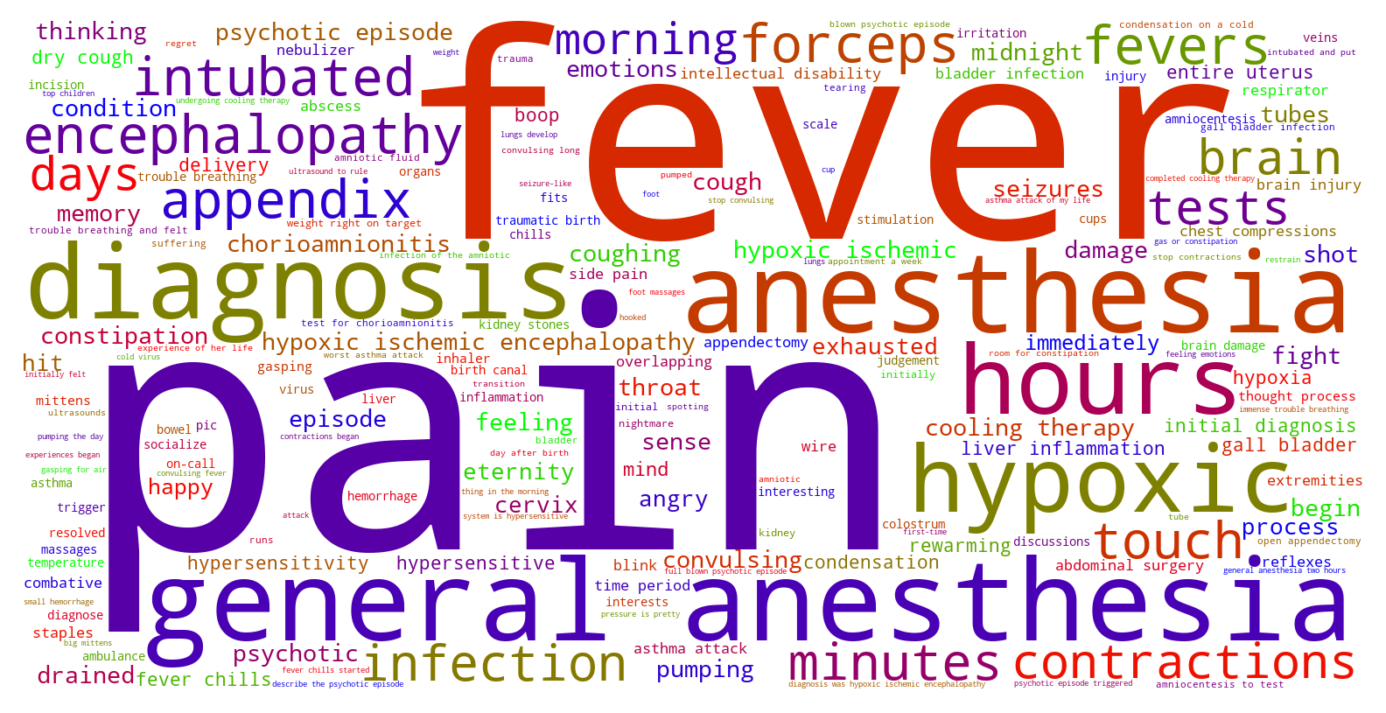 thinking
regret
psychotic episode
blown psychotic episode
condensation on a cold
fever
morning
forceps
irritation
fevers
veins
dry cough
nebulizer
weight
trauma
midnight
intubated and put
intubated
emotions
intellectual disability
bladder infection
injury
entire uterus
incision
top children
undergoing cooling therapy
abscess
tearing
respirator
condition
boop
scale
amniocentesis
tubes
encephalopathy
lungs develop
gall bladder infection
brain
days
delivery
amniotic fluid
convulsing long
trouble breathing
ultrasound to rule
organs
seizure-like
pumped
cough
cup
seizures
completed cooling therapy
brain injury
appendix
fits
foot
stop convulsing
asthma attack of my life
tests
memory
weight right on target
traumatic birth
stimulation
cups
trouble breathing and felt
chills
chest compressions
suffering
chorioamnionitis
coughing
hypoxic ischemic
damage
gas or constipation
shot
infection of the amniotic
lungs
appointment a week
stop contractions
restrain
diagnosis
side pain
anesthesia
foot massages
.
hooked
constipation
test for chorioamnionitis
kidney stones
experience of her life
hypoxic ischemic encephalopathy
appendectomy
exhausted
immediately
brain damage
hit
cold virus
worst asthma attack
inhaler
overlapping
judgement
room for constipation
feeling emotions
fight
initially felt
gasping
birth canal
initially
hours
pain
hypoxia
mittens
virus
liver
transition
inflammation
throat
thought process
ultrasounds
initial
spotting
immense trouble breathing
bowel
pic
episode
feeling
nightmare
cooling therapy
initial diagnosis
pumping the day
contractions began
socialize
bladder
sense
wire
liver inflammation
gall bladder
experiences began
day after birth
on-call
gasping for air
convulsing fever
eternity
mind
hypoxic
asthma
happy
thing in the morning
amniotic
extremities
hemorrhage
angry
interesting
trigger
cervix
begin
attack
system is hypersensitive
colostrum
tube
resolved
runs
kidney
first-time
process
massages
rewarming
discussions
touch
open appendectomy
temperature
hypersensitivity
hypersensitive
blink
convulsing
condensation
abdominal surgery
reflexes
full blown psychotic episode
general anesthesia two hours
combative
time period
general anesthesia
small hemorrhage
interests
diagnose
pressure is pretty
staples
big mittens
ambulance
psychotic
infection
asthma attack
minutes
contractions
drained
fever chills
fever chills started
pumping
describe the psychotic episode
diagnosis was hypoxic ischemic encephalopathy
psychotic episode triggered
amniocentesis to test